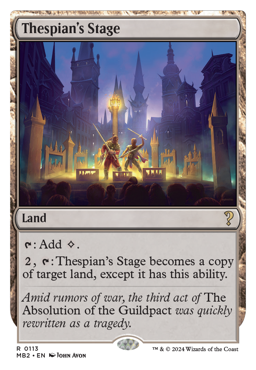 Thespian's Stage
Land
: Add .
2, : Thespian's Stage becomes a copy
of target land, except it has this ability.
Amid rumors of war, the third act of The
Absolution of the Guildpact was quickly
rewritten as a tragedy.
R 0113
MB2 • EN John Avon
™ & © 2024 Wizards of the Coast